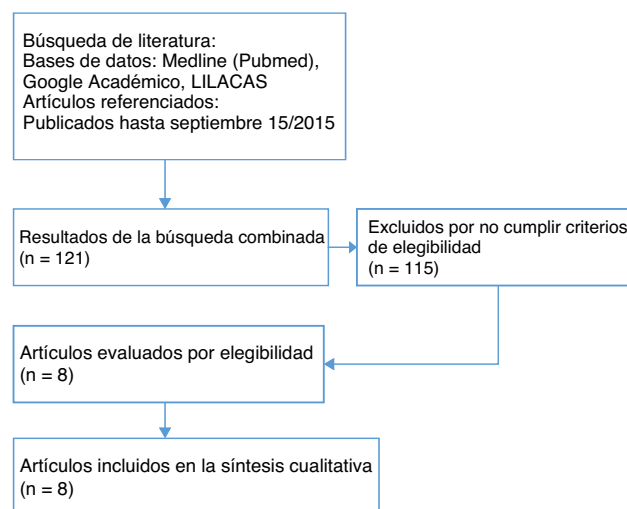 Búsqueda de literatura:
Bases de datos: Medline (Pubmed),
Google Académico, LILACAS
Artículos referenciados:
Publicados hasta septiembre 15/2015
Resultados de la búsqueda combinada
(n = 121)
Excluidos por no cumplir criterios
de elegibilidad
(n = 115)
Artículos evaluados por elegibilidad
(n = 8)
Artículos incluidos en la síntesis cualitativa
(n = 8)